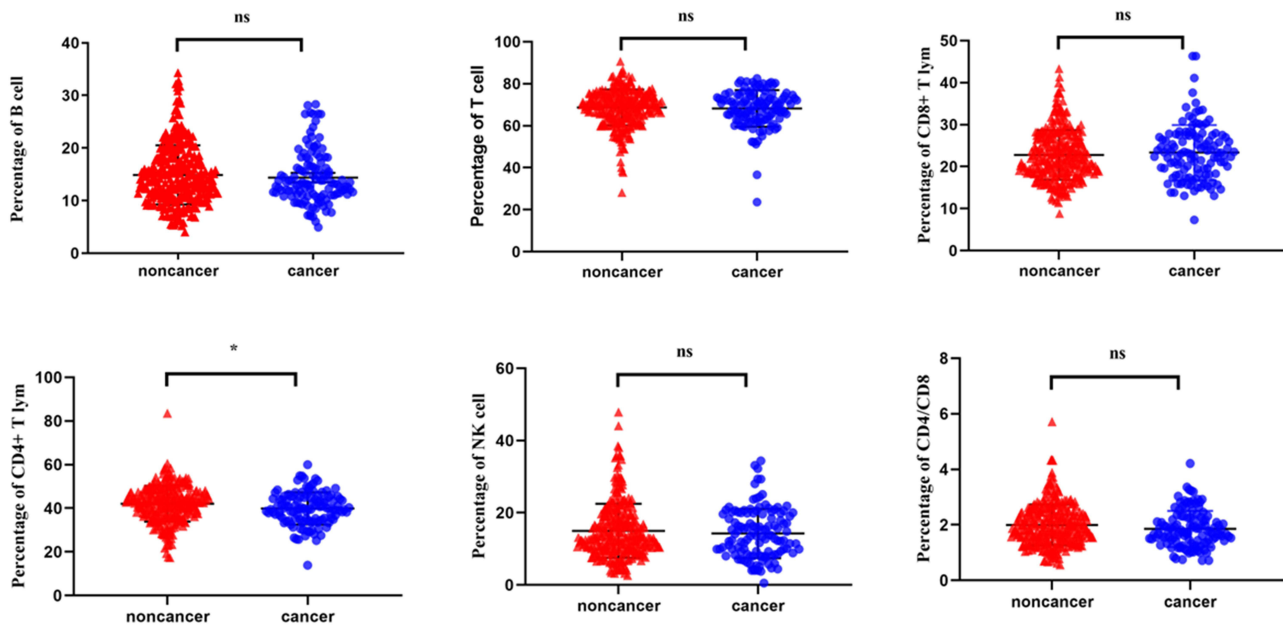 ns
Percentage of B cell
40
30
20
10
0
noncancer cancer
ns
Percentage of T cell
100
80
60
40
20
0
noncancer cancer
ns
Percentage of CD8+ T lym
50
40
30
20
10
0
noncancer cancer
*
Percentage of CD4+ T lym
100
80
60
40
20
0
noncancer cancer
ns
Percentage of NK cell
60
40
20
0
noncancer cancer
ns
Percentage of CD4/CD8
8
6
4
2
0
noncancer cancer